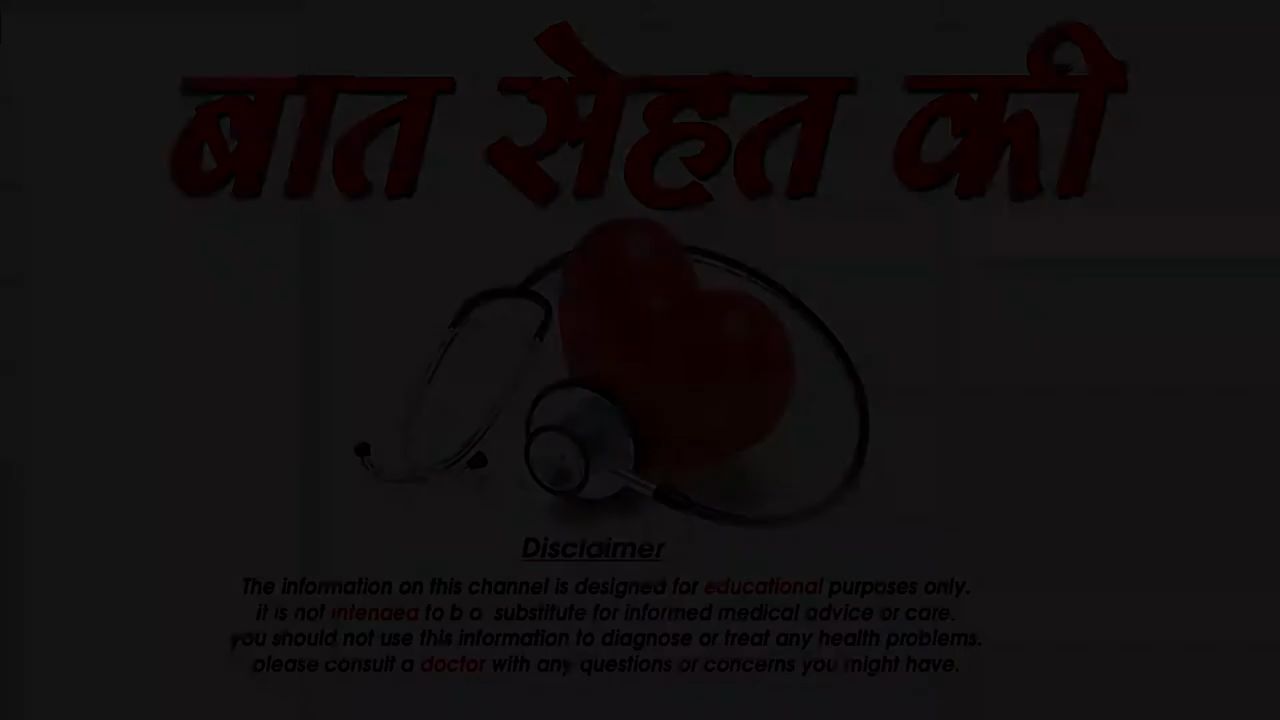 बात सेहत की
Disclaimer
The information on this channel is designed for educational purposes only.
it is not intended to b a substitute for informed medical advice or care.
you should not use this information to diagnose or treat any health problems.
please consult a doctor with any questions or concerns you might have.